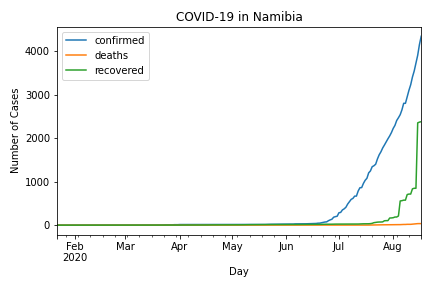 COVID-19 in Namibia
confirmed
deaths
recovered
Number of Cases
4000
3000
2000
1000
0
Feb Mar Apr May Jun Jul Aug
2020
Day